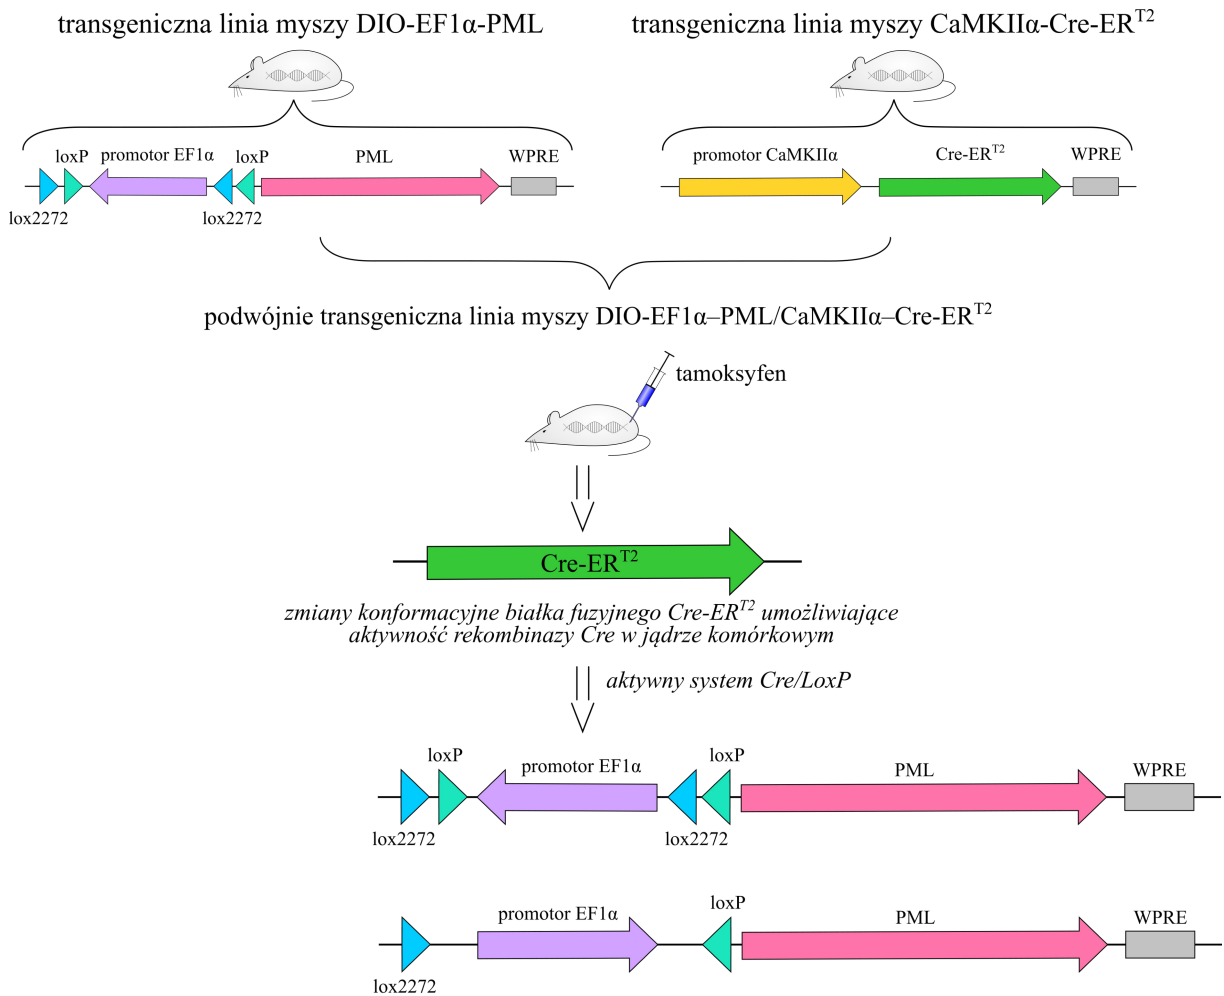 transgeniczna linia myszy DIO-EF1α-PML
transgeniczna linia myszy CaMKIIα-Cre-ER^T2
loxP
promotor EF1α
loxP
PML
WPRE
lox2272
lox2272
promotor CaMKIIα
Cre-ER^T2
WPRE
podwójnie transgeniczna linia myszy DIO-EF1α–PML/CaMKIIα–Cre-ER^T2
tamoksyfen
Cre-ER^T2
zmiany konformacyjne białka fuzyjnego Cre-ER^T2 umożliwiające
aktywność rekombinazy Cre w jądrze komórkowym
aktywny system Cre/LoxP
loxP
promotor EF1α
loxP
PML
WPRE
lox2272
lox2272
promotor EF1α
loxP
PML
WPRE
lox2272